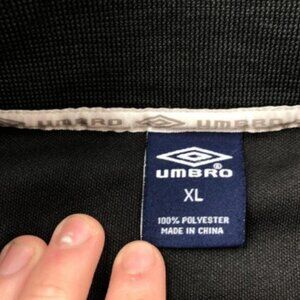 UMBRO UMBRO
UMBRO®
XL
100% POLYESTER
MADE IN CHINA